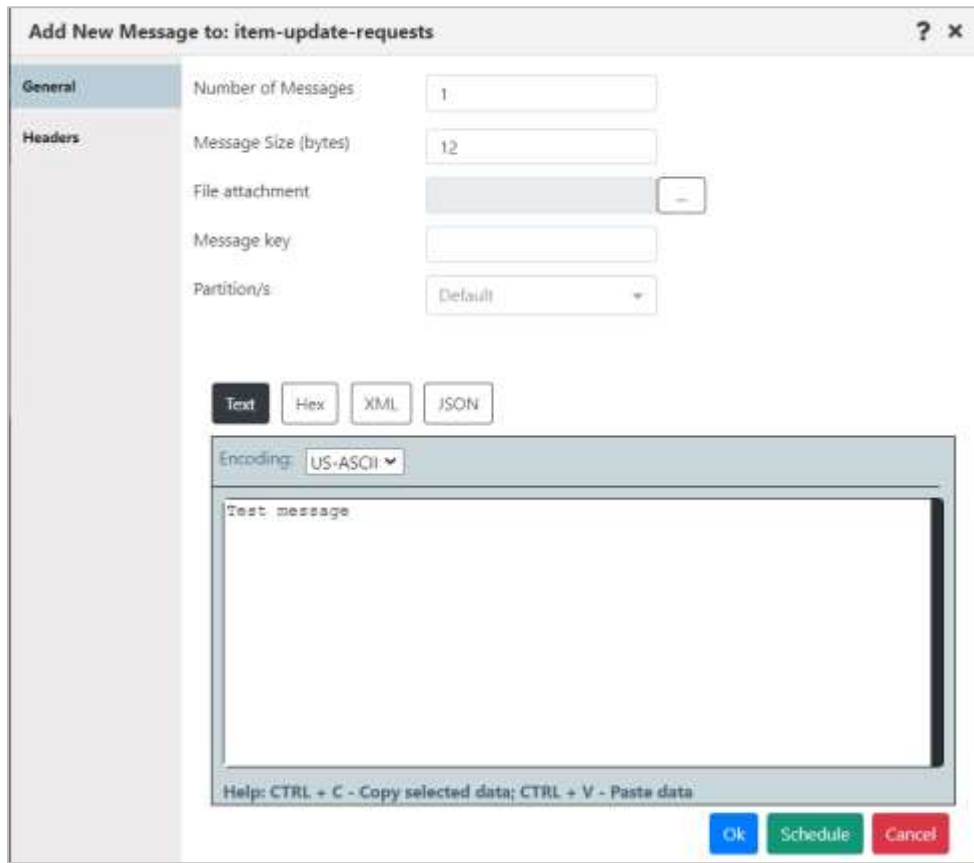 Add New Message to: item-update-requests ? ×
General
Headers
Number of Messages 1
Message Size (bytes) 12
File attachment ...
Message key
Partition/s Default
Text Hex XML JSON
Encoding: US-ASCII
Test message
Help: CTRL + C - Copy selected data; CTRL + V - Paste data
Ok Schedule Cancel